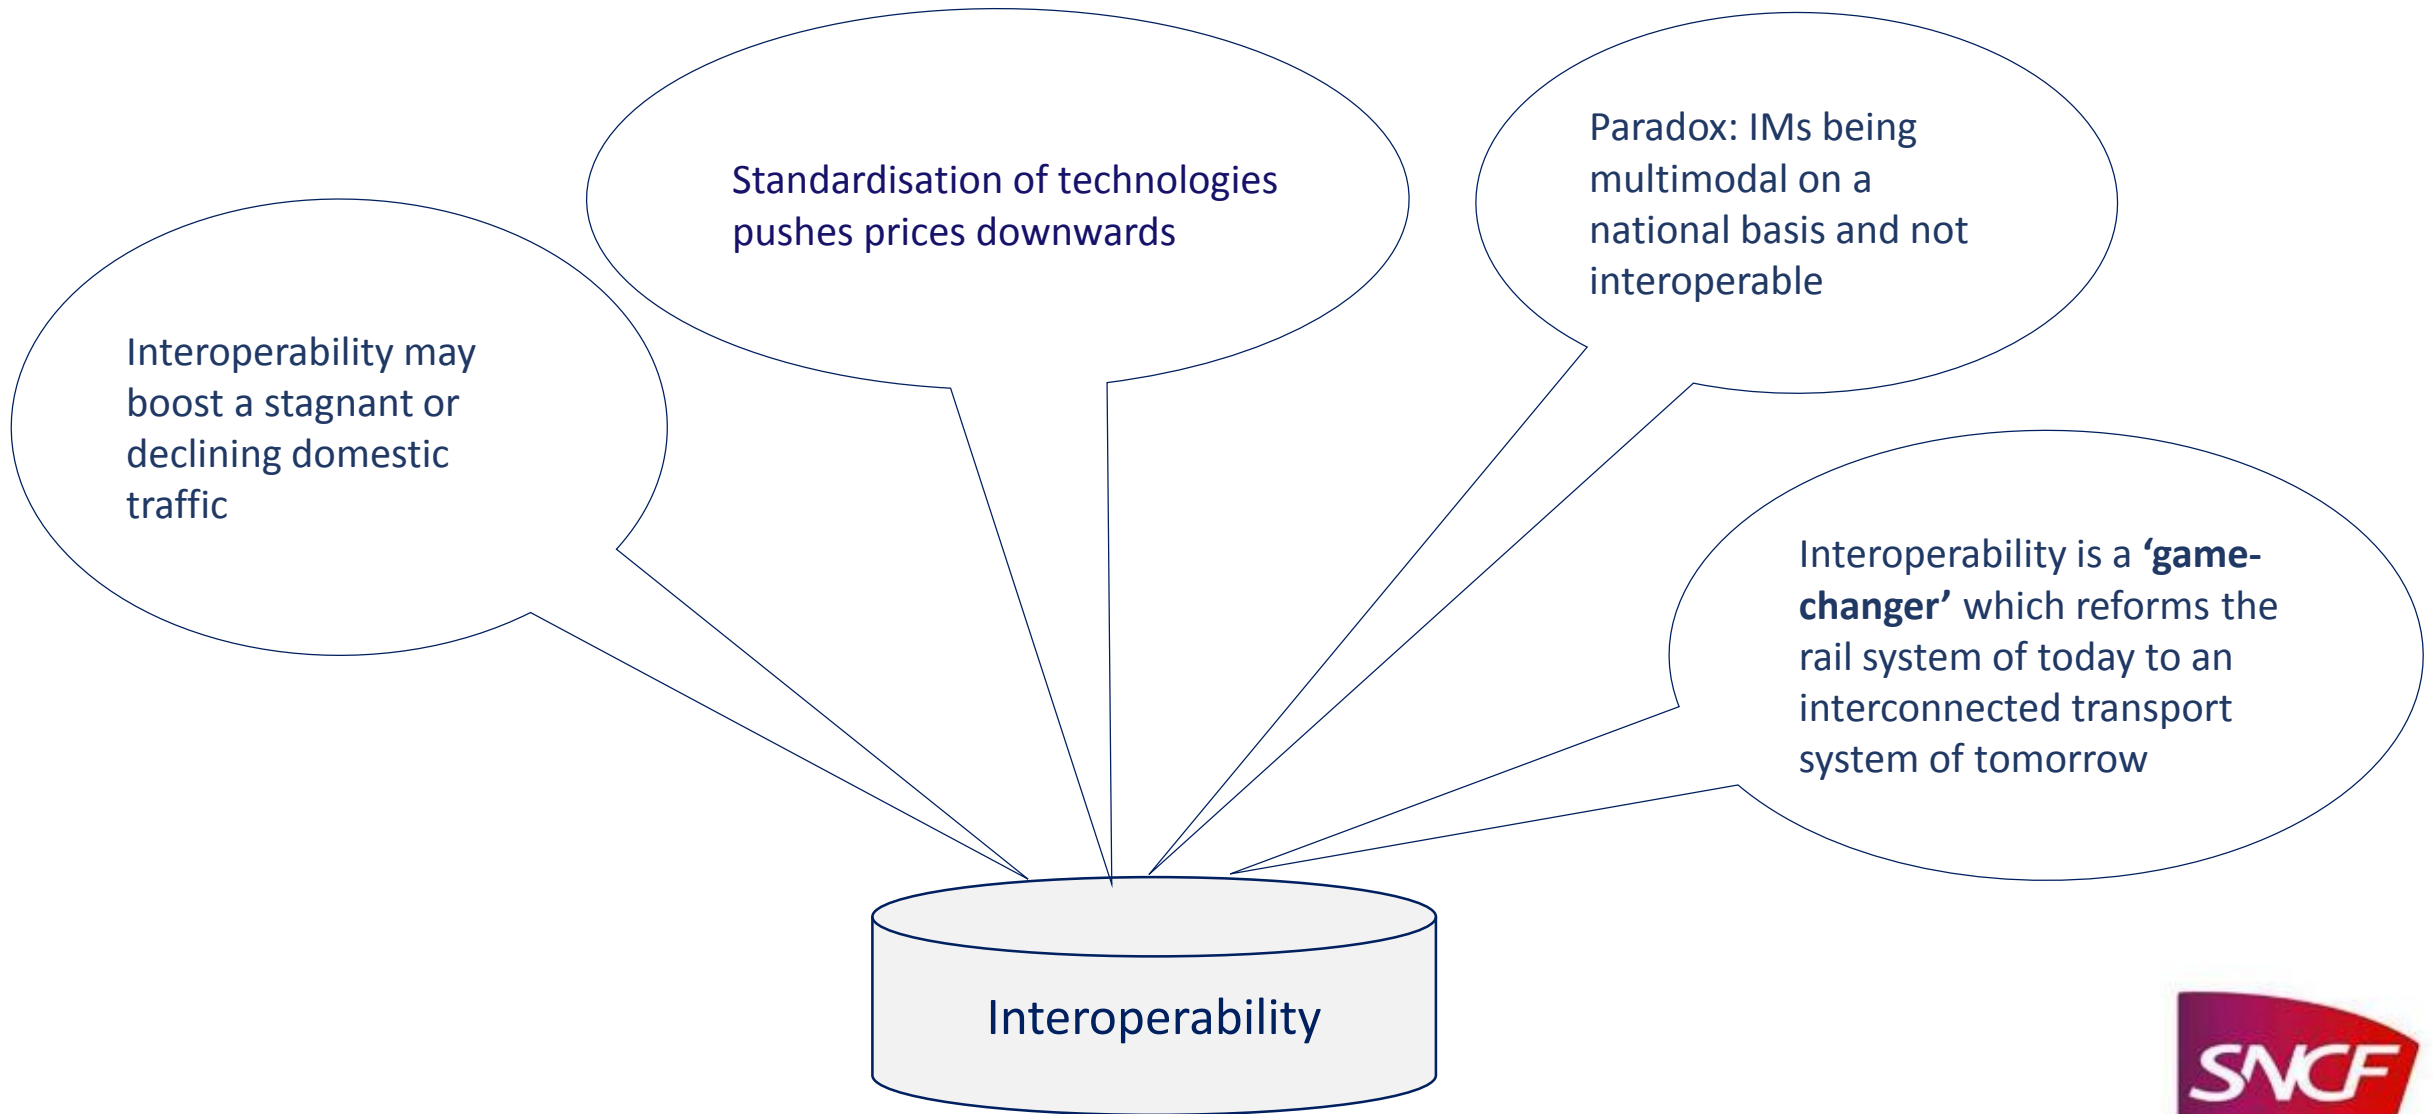 Interoperability may
boost a stagnant or
declining domestic
traffic
Standardisation of technologies
pushes prices downwards
Paradox: IMs being
multimodal on a
national basis and not
interoperable
Interoperability is a ‘game-
changer’ which reforms the
rail system of today to an
interconnected transport
system of tomorrow
Interoperability
SNCF